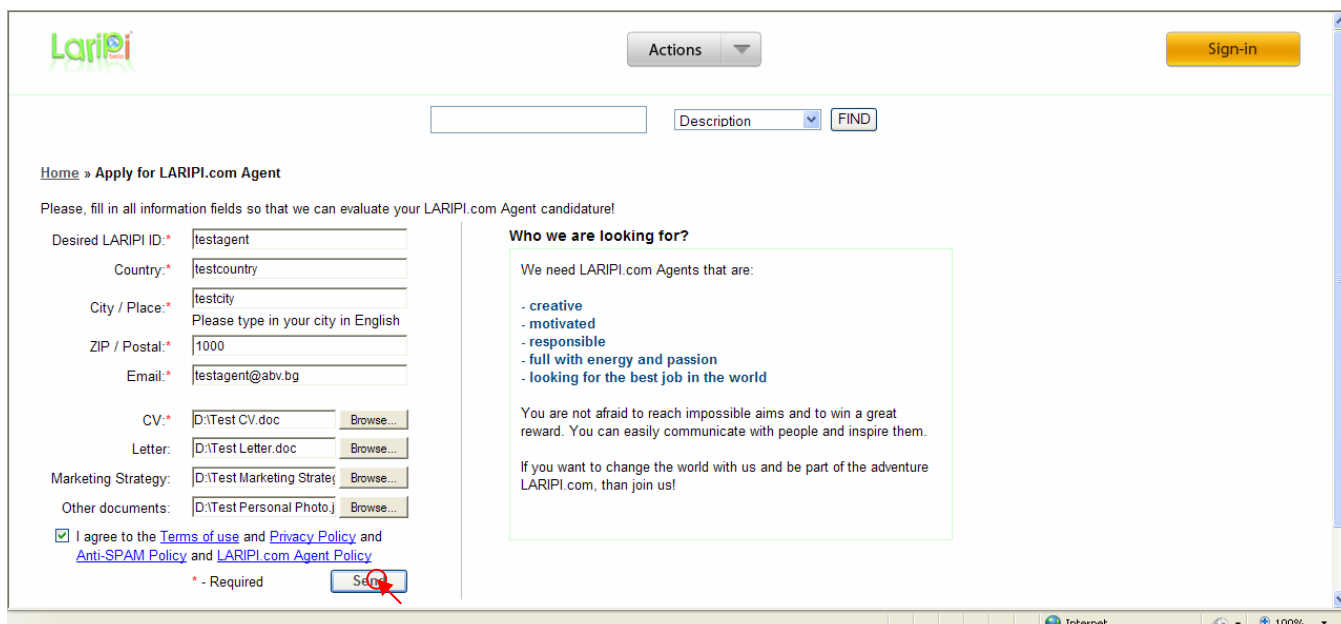 LariPi
beta
Actions
Sign-in
Description FIND
Home » Apply for LARIPI.com Agent
Please, fill in all information fields so that we can evaluate your LARIPI.com Agent candidature!
Desired LARIPI ID:* testagent
Country:* testcountry
City / Place:* testcity
Please type in your city in English
ZIP / Postal:* 1000
Email:* testagent@abv.bg
CV:* D:\Test CV.doc Browse...
Letter: D:\Test Letter.doc Browse...
Marketing Strategy: D:\Test Marketing Strateg Browse...
Other documents: D:\Test Personal Photo.j Browse...
I agree to the Terms of use and Privacy Policy and
Anti-SPAM Policy and LARIPI.com Agent Policy
* - Required Send
Who we are looking for?
We need LARIPI.com Agents that are:
- creative
- motivated
- responsible
- full with energy and passion
- looking for the best job in the world
You are not afraid to reach impossible aims and to win a great
reward. You can easily communicate with people and inspire them.
If you want to change the world with us and be part of the adventure
LARIPI.com, than join us!
Internet 100%